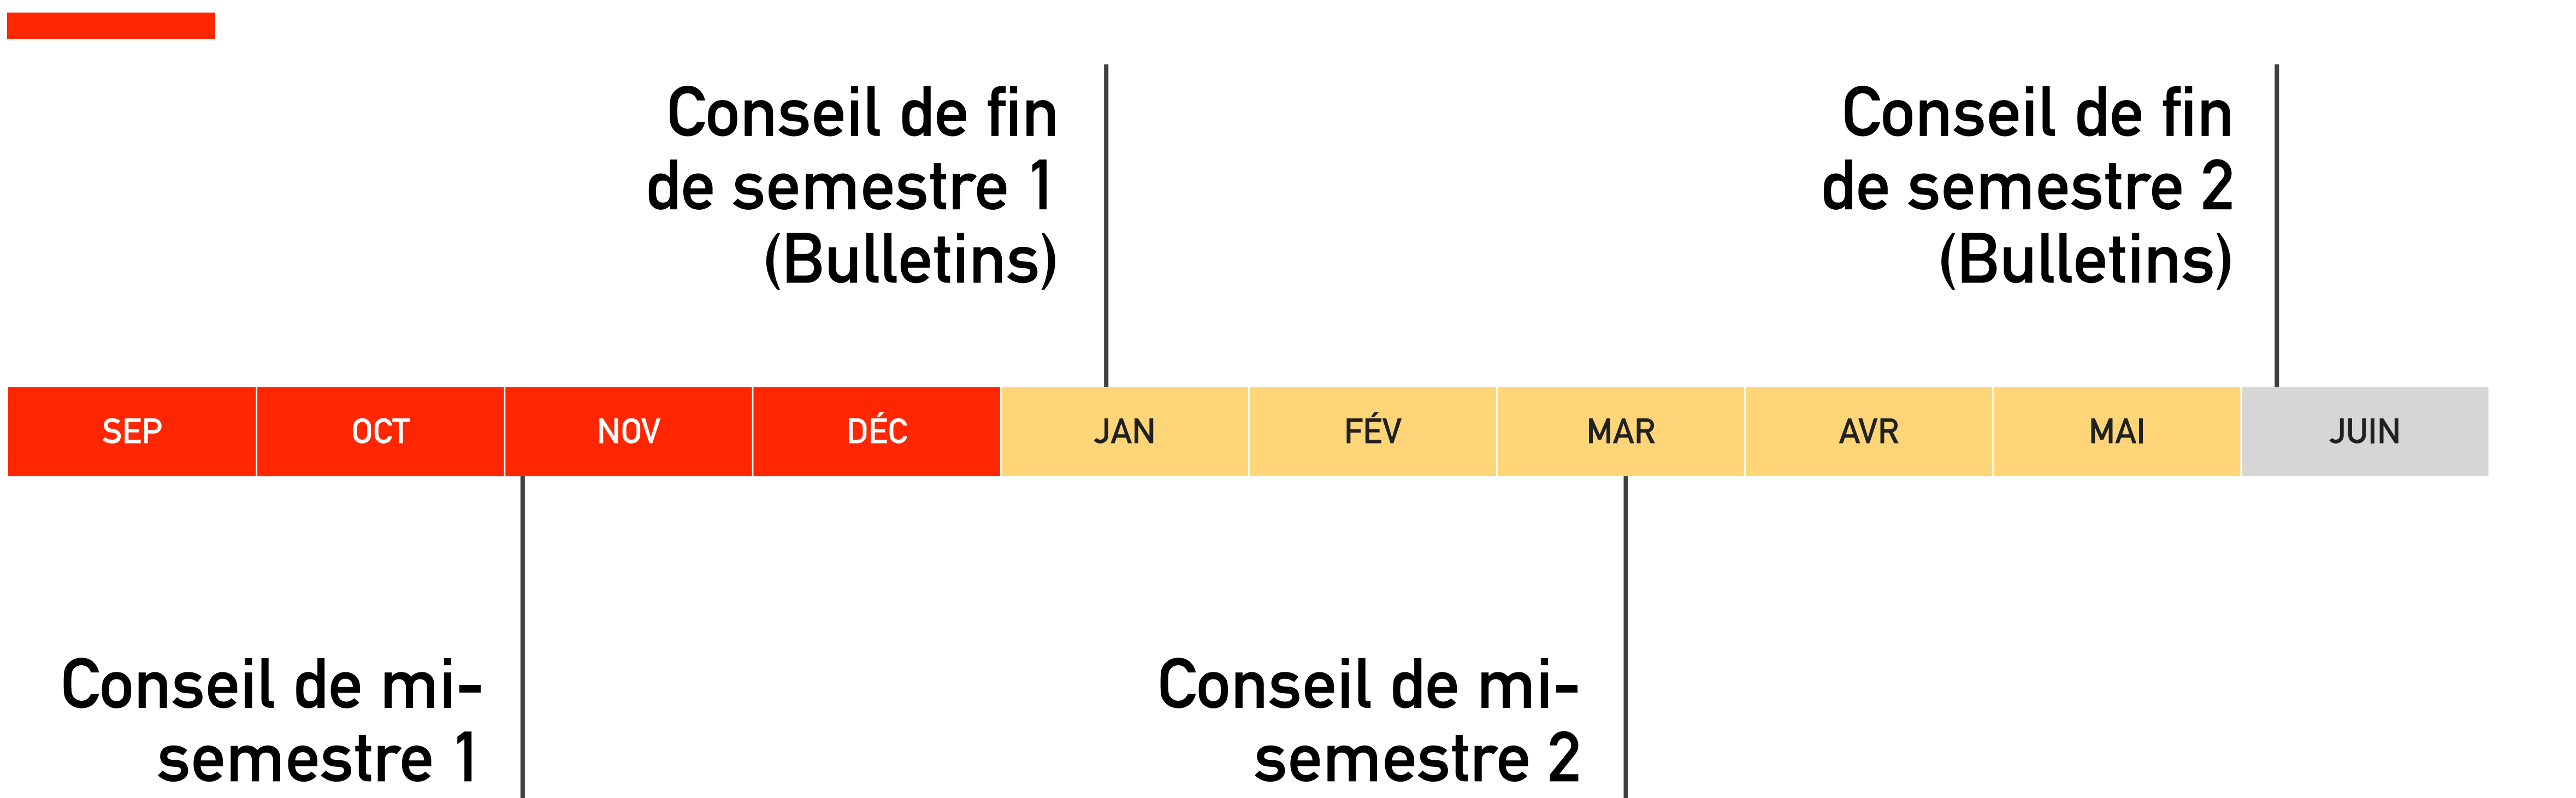 Conseil de fin
de semestre 1
(Bulletins)
Conseil de fin
de semestre 2
(Bulletins)
SEP
OCT
NOV
DÉC
JAN
FÉV
MAR
AVR
MAI
JUIN
Conseil de mi-
semestre 1
Conseil de mi-
semestre 2